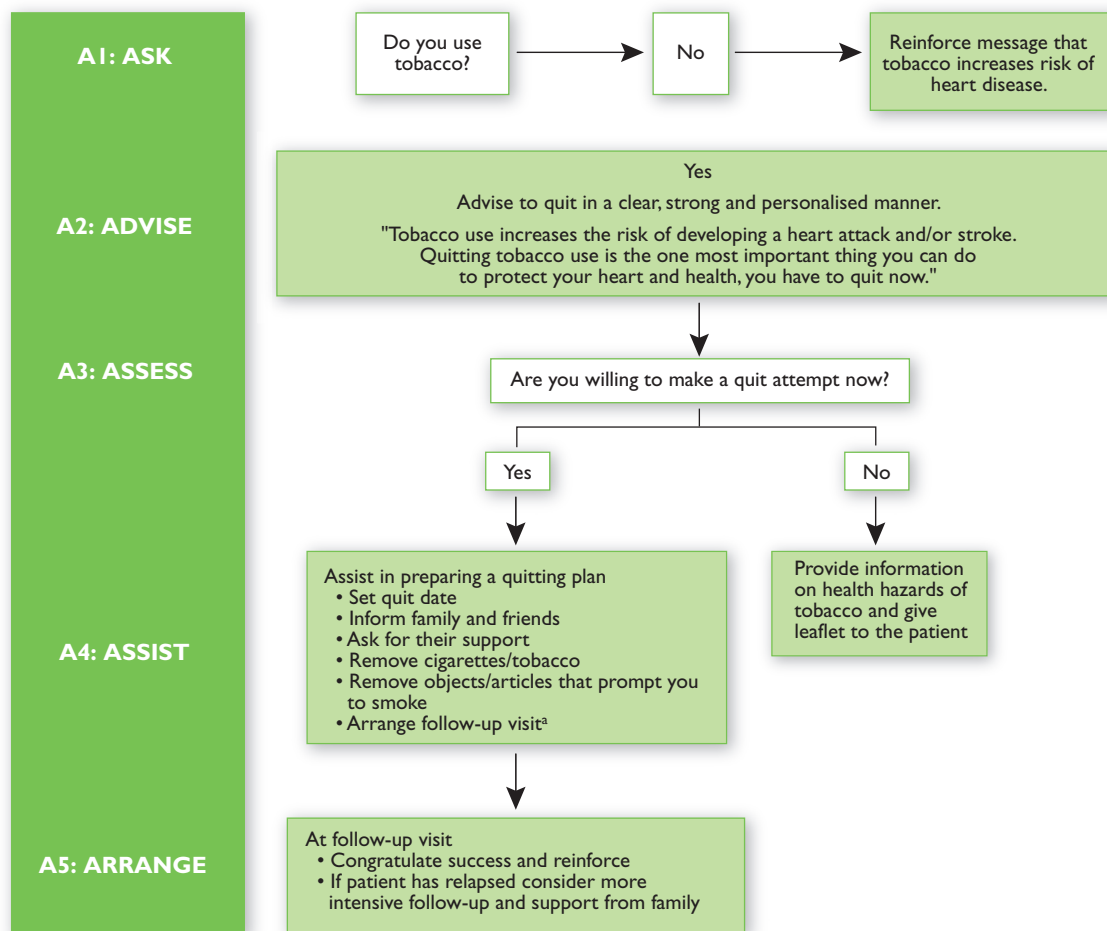 A1: ASK
Do you use
tobacco?
No
Reinforce message that
tobacco increases risk of
heart disease.
A2: ADVISE
Yes
Advise to quit in a clear, strong and personalised manner.
"Tobacco use increases the risk of developing a heart attack and/or stroke.
Quitting tobacco use is the one most important thing you can do
to protect your heart and health, you have to quit now."
A3: ASSESS
Are you willing to make a quit attempt now?
Yes
No
A4: ASSIST
Assist in preparing a quitting plan
• Set quit date
• Inform family and friends
• Ask for their support
• Remove cigarettes/tobacco
• Remove objects/articles that prompt you
to smoke
• Arrange follow-up visitᵃ
Provide information
on health hazards of
tobacco and give
leaflet to the patient
A5: ARRANGE
At follow-up visit
• Congratulate success and reinforce
• If patient has relapsed consider more
intensive follow-up and support from family